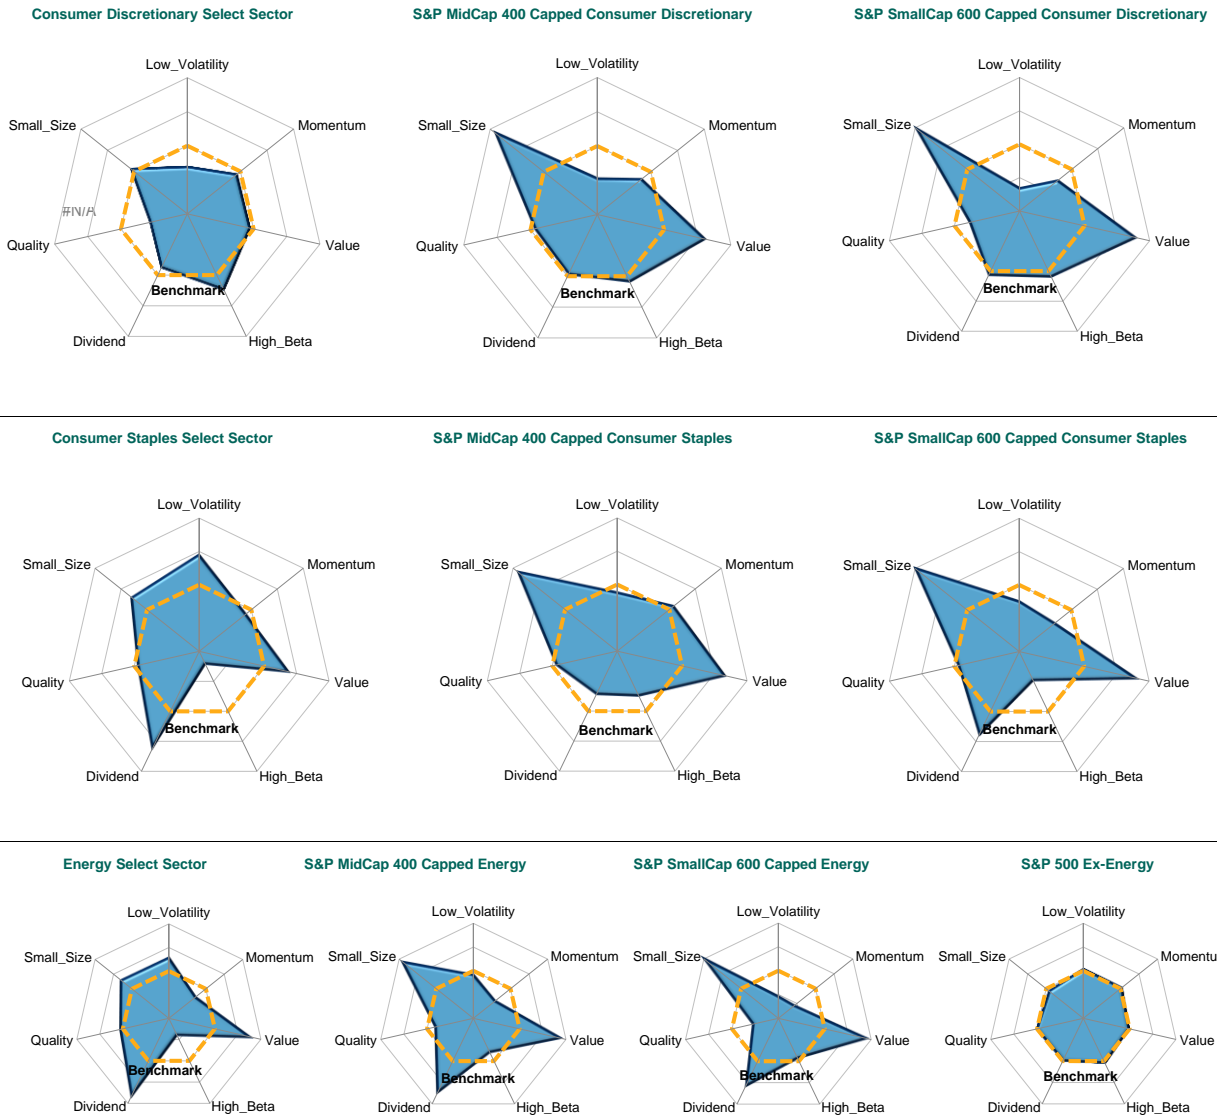 Consumer Discretionary Select Sector
S&P MidCap 400 Capped Consumer Discretionary
S&P SmallCap 600 Capped Consumer Discretionary
Low_Volatility
Momentum
Value
High_Beta
Dividend
Quality
Small_Size
#N/A
Benchmark
Low_Volatility
Momentum
Value
High_Beta
Dividend
Quality
Small_Size
Benchmark
Low_Volatility
Momentum
Value
High_Beta
Dividend
Quality
Small_Size
Benchmark
Consumer Staples Select Sector
S&P MidCap 400 Capped Consumer Staples
S&P SmallCap 600 Capped Consumer Staples
Low_Volatility
Momentum
Value
High_Beta
Dividend
Quality
Small_Size
Benchmark
Low_Volatility
Momentum
Value
High_Beta
Dividend
Quality
Small_Size
Benchmark
Low_Volatility
Momentum
Value
High_Beta
Dividend
Quality
Small_Size
Benchmark
Energy Select Sector
S&P MidCap 400 Capped Energy
S&P SmallCap 600 Capped Energy
S&P 500 Ex-Energy
Low_Volatility
Momentum
Value
High_Beta
Dividend
Quality
Small_Size
Benchmark
Low_Volatility
Momentum
Value
High_Beta
Dividend
Quality
Small_Size
Benchmark
Low_Volatility
Momentum
Value
High_Beta
Dividend
Quality
Small_Size
Benchmark
Low_Volatility
Momentu
Value
High_Beta
Dividend
Quality
Small_Size
Benchmark